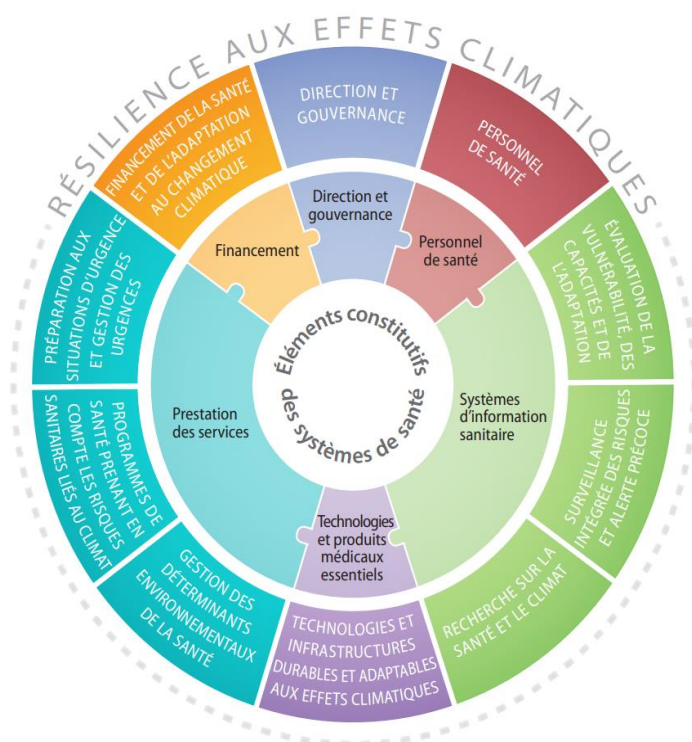 RÉSILIENCE AUX EFFETS CLIMATIQUES
DIRECTION ET
GOUVERNANCE
PERSONNEL
DE SANTÉ
ÉVALUATION DE LA
VULNÉRABILITÉ, DES
CAPACITÉS ET DE
L'ADAPTATION
SURVEILLANCE
INTÉGRÉE DES RISQUES
ET ALERTE PRÉCOCE
RECHERCHE SUR LA
SANTÉ ET LE CLIMAT
TECHNOLOGIES ET
INFRASTRUCTURES
DURABLES ET ADAPTABLES
AUX EFFETS CLIMATIQUES
GESTION DES
DÉTERMINANTS
ENVIRONNEMENTAUX
DE LA SANTÉ
PROGRAMMES DE
SANTÉ PRENANT EN
COMPTE LES RISQUES
SANITAIRES LIÉS AU CLIMAT
PRÉPARATION AUX
SITUATIONS D'URGENCE
ET GESTION DES
URGENCES
FINANCEMENT DE LA SANTÉ
ET DE L'ADAPTATION
AU CHANGEMENT
CLIMATIQUE
Direction et
gouvernance
Personnel
de santé
Systèmes
d'information
sanitaire
Technologies
et produits
médicaux
essentiels
Prestation
des services
Financement
Éléments constitutifs
des systèmes de santé